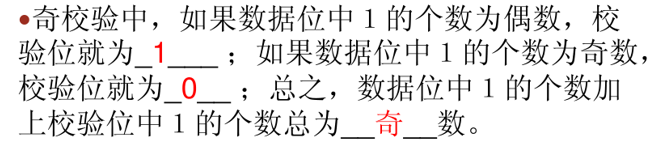 •奇校验中，如果数据位中 1 的个数为偶数，校
验位就为_1___ ；如果数据位中 1 的个数为奇数，
校验位就为_0__ ；总之，数据位中 1 的个数加
上校验位中 1 的个数总为__奇__数。